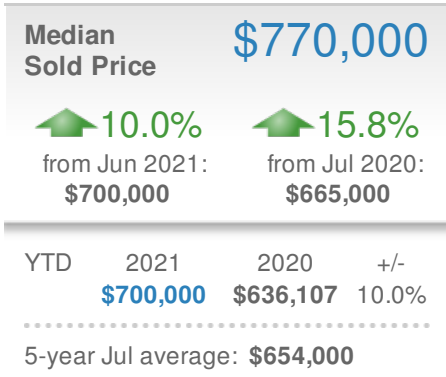 Median $770,000
Sold Price
10.0% 15.8%
from Jun 2021: from Jul 2020:
$700,000 $665,000
YTD 2021 2020 +/-
$700,000 $636,107 10.0%
5-year Jul average: $654,000